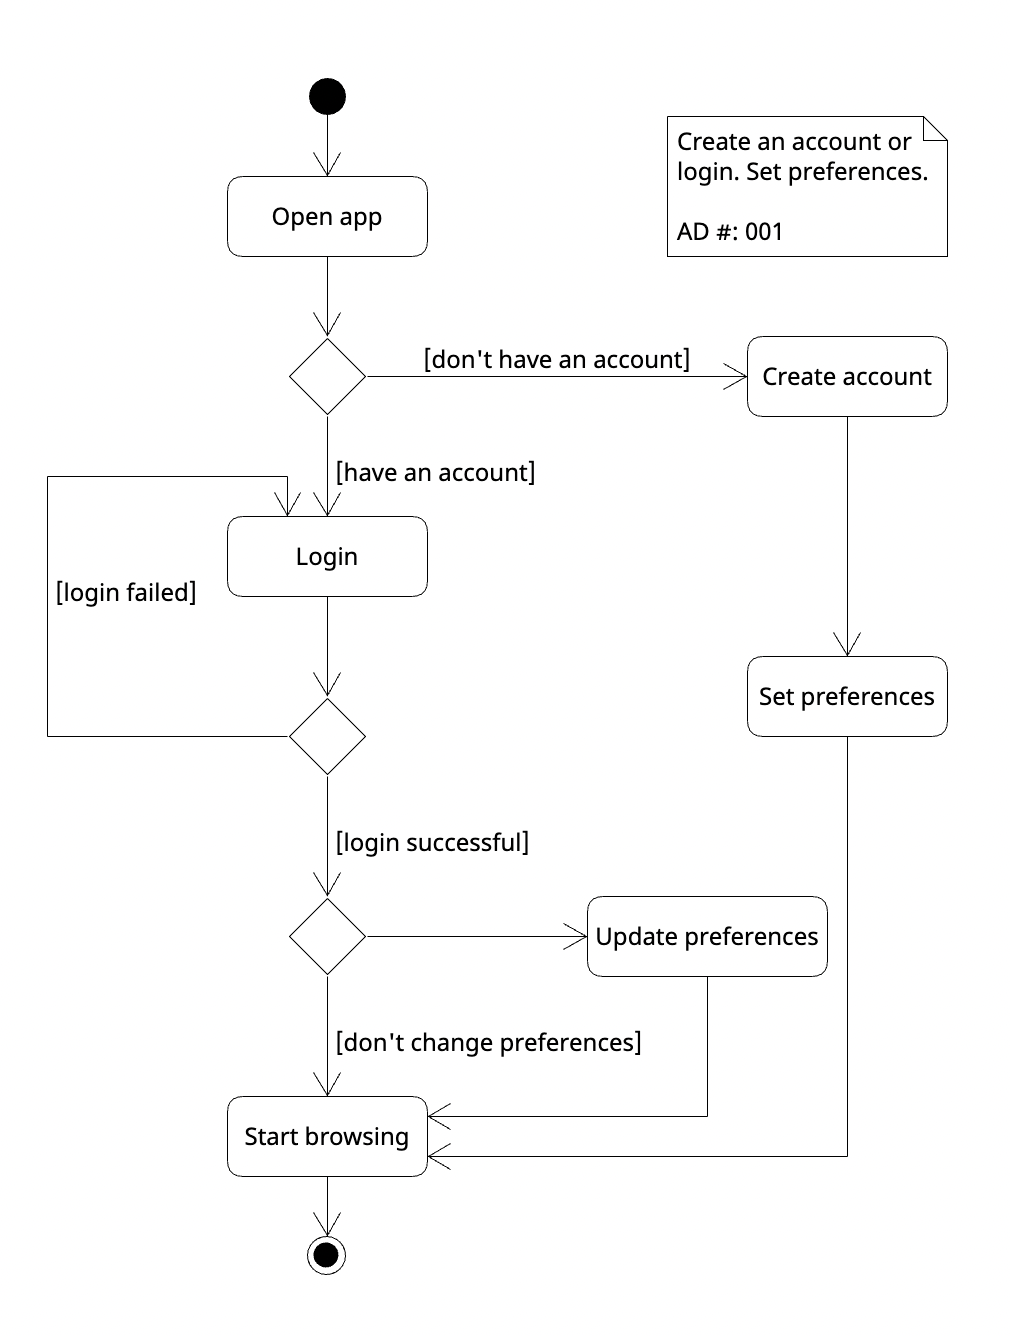 Create an account or
login. Set preferences.
AD #: 001
Open app
[don't have an account]
Create account
[have an account]
Login
[login failed]
Set preferences
[login successful]
Update preferences
[don't change preferences]
Start browsing